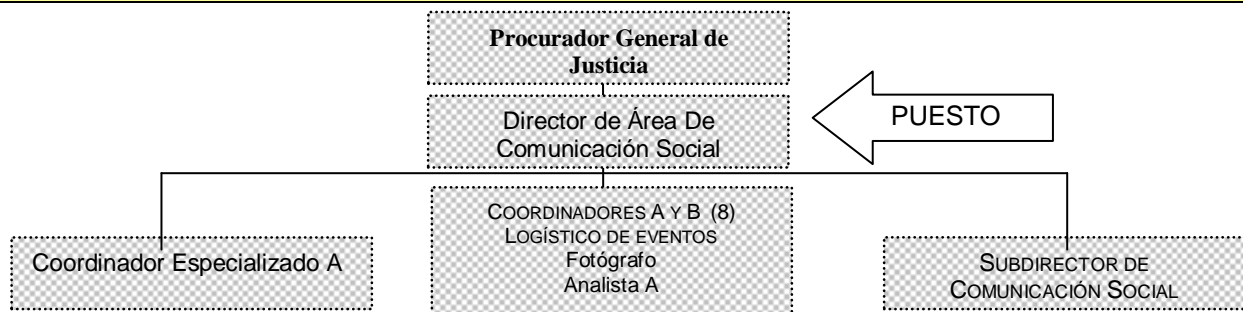 Procurador General de
Justicia
Director de Área De
Comunicación Social
PUESTO
COORDINADORES A Y B (8)
LOGÍSTICO DE EVENTOS
Fotógrafo
Analista A
Coordinador Especializado A
SUBDIRECTOR DE
COMUNICACIÓN SOCIAL